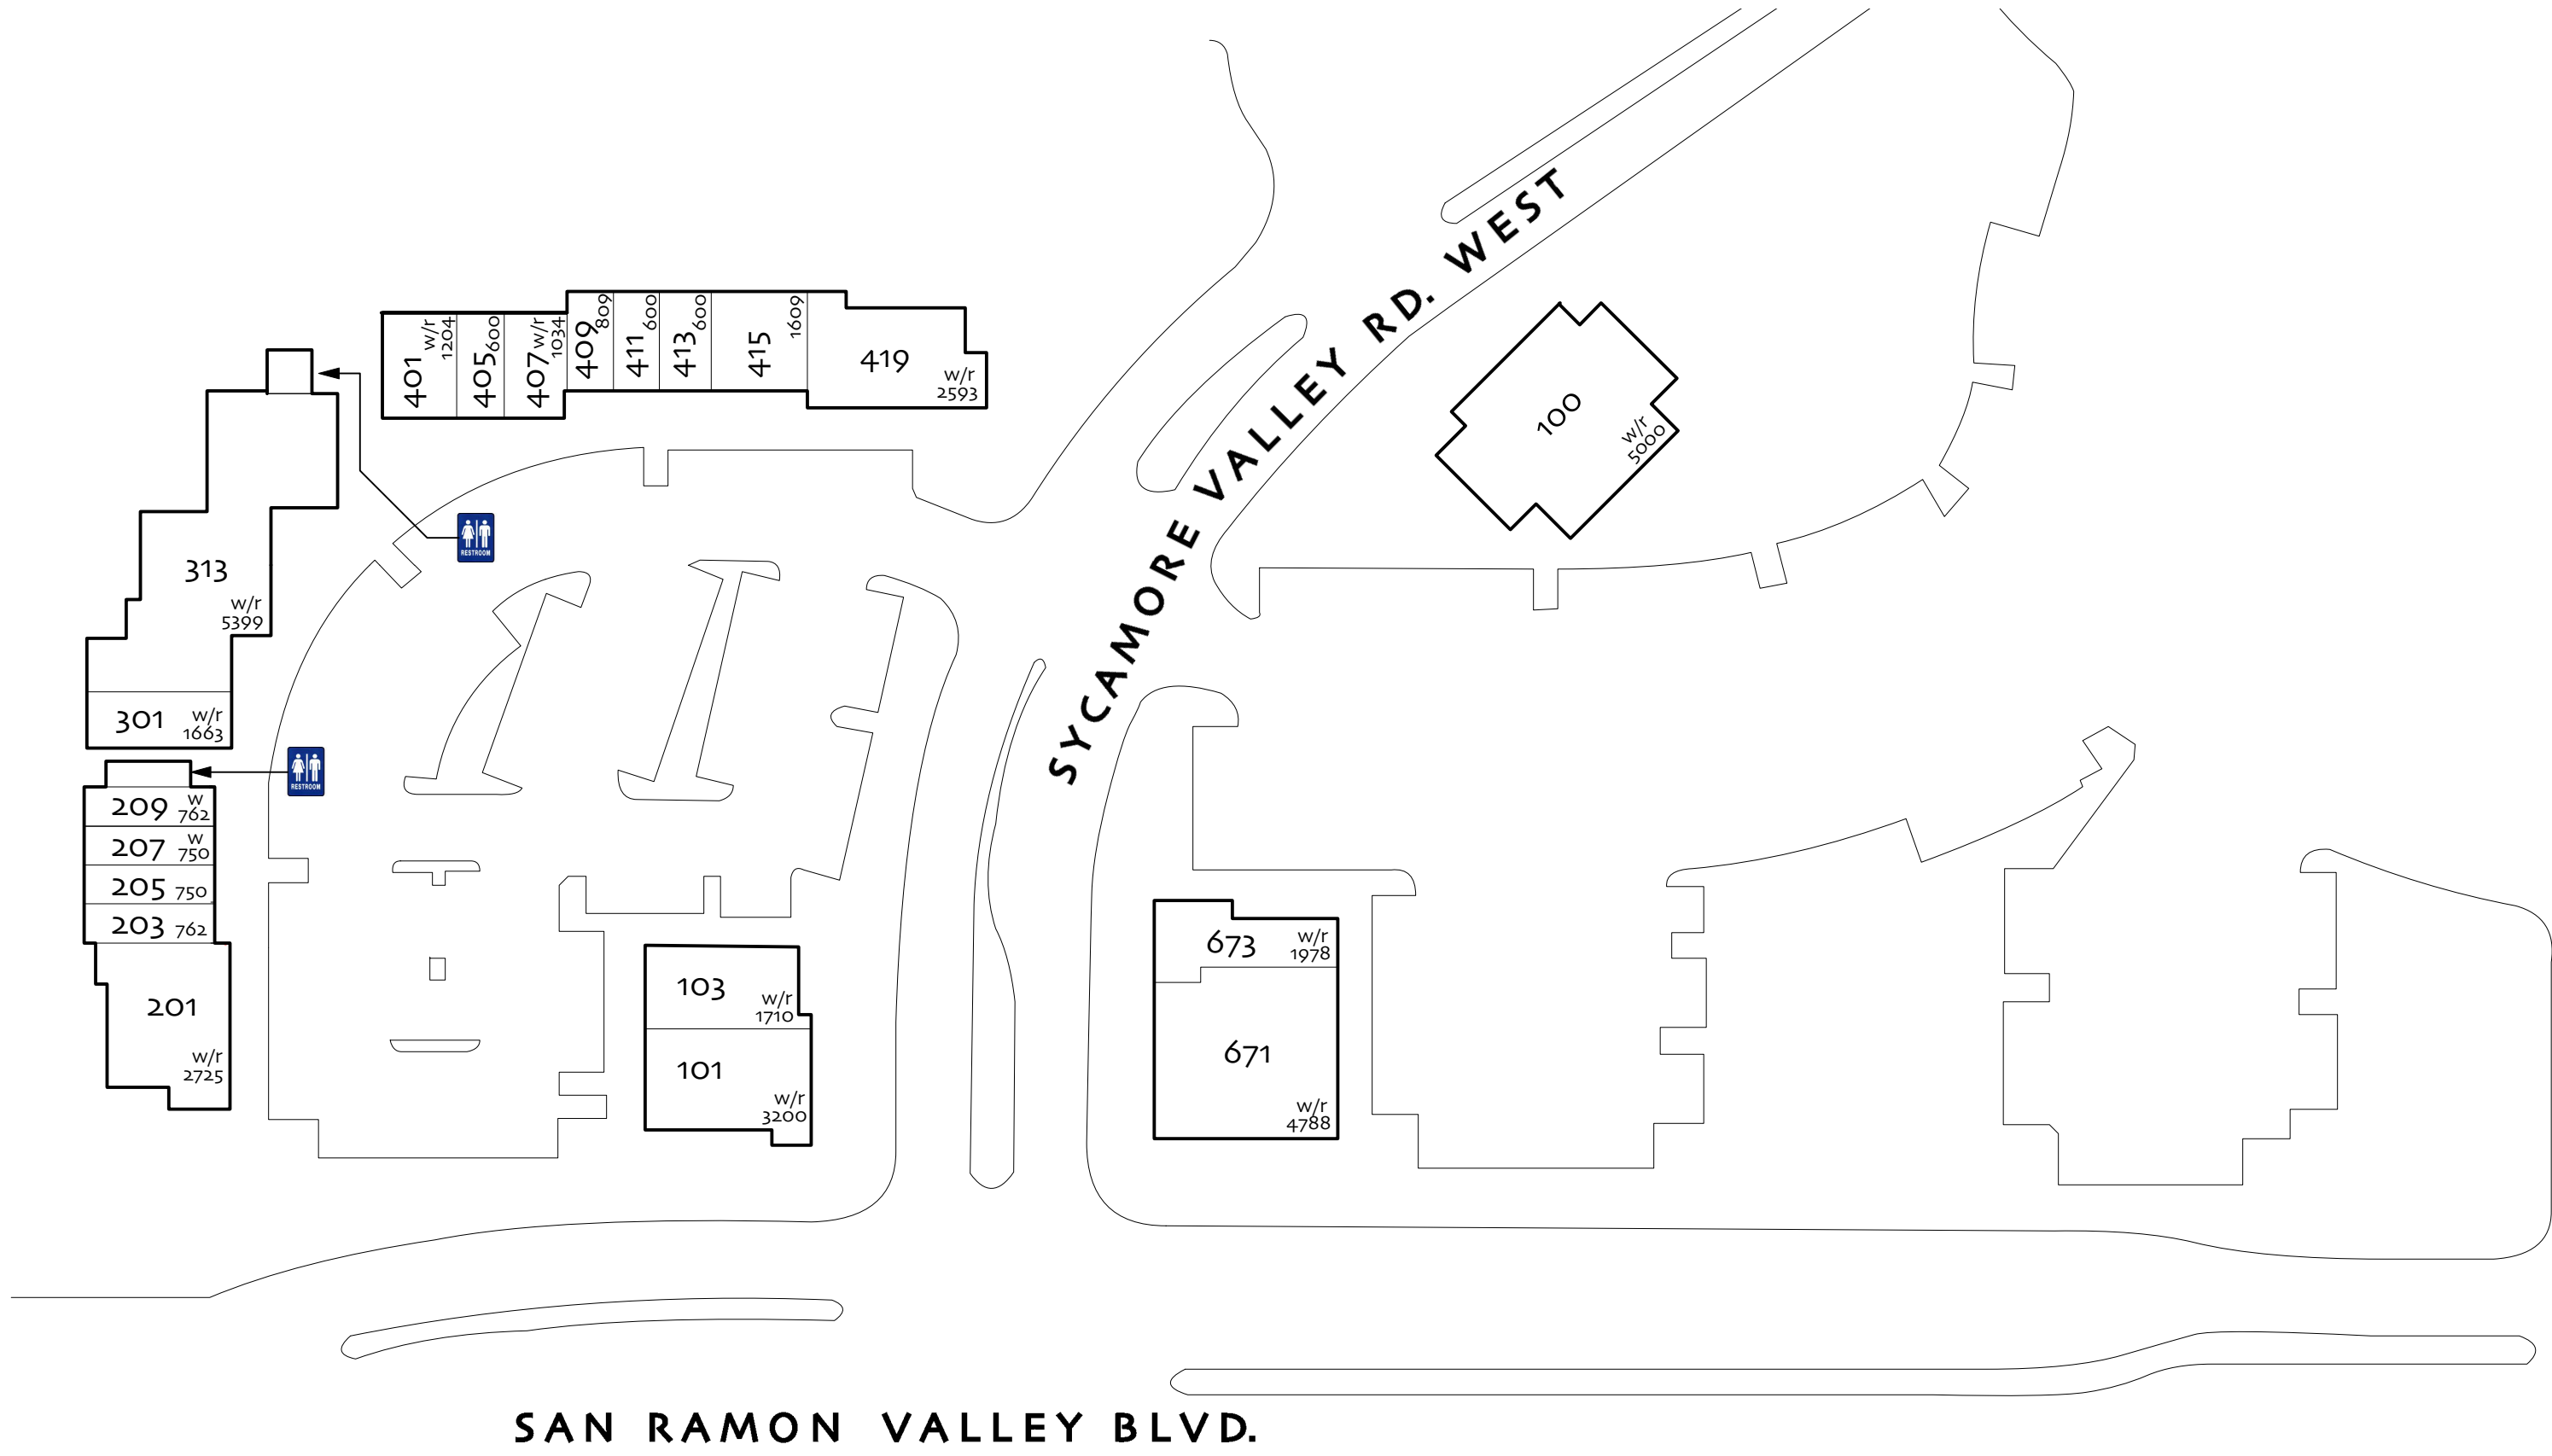 SYCAMORE VALLEY RD. WEST
401
w/r
1204
405
600
407
w/r
1034
409
809
411
600
413
600
415
1609
419
w/r
2593
100
w/r
5000
RESTROOM
313
w/r
5399
301
w/r
1663
RESTROOM
209
w
762
207
w
750
205 750
203 762
201
w/r
2725
103
w/r
1710
101
w/r
3200
673
w/r
1978
671
w/r
4788
SAN RAMON VALLEY BLVD.